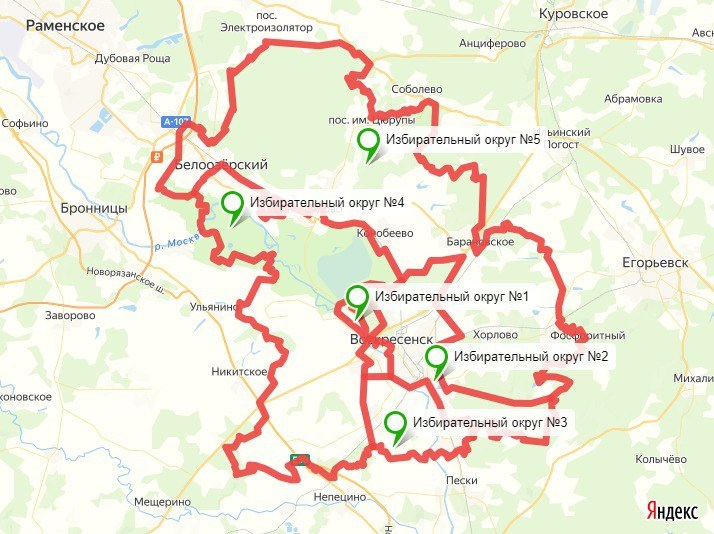 пос.
Электроизолятор
Раменское
Куровское
Анциферово
Дубовая Роща
Соболево
Абрамовка
Софьино
А-107
пос. им. Цюрупы
Избирательный округ №5
Погост
Шувое
Белоозёрский
Избирательный округ №4
Бронницы
р. Москва
Конобеево
Барановское
Егорьевск
Новорязанское ш.
Ульянино
Избирательный округ №1
Заворово
Воскресенск
Хорлово
Фосфоритный
Избирательный округ №2
Никитское
Избирательный округ №3
Колычёво
Пески
Непецино
Мещерино
Яндекс